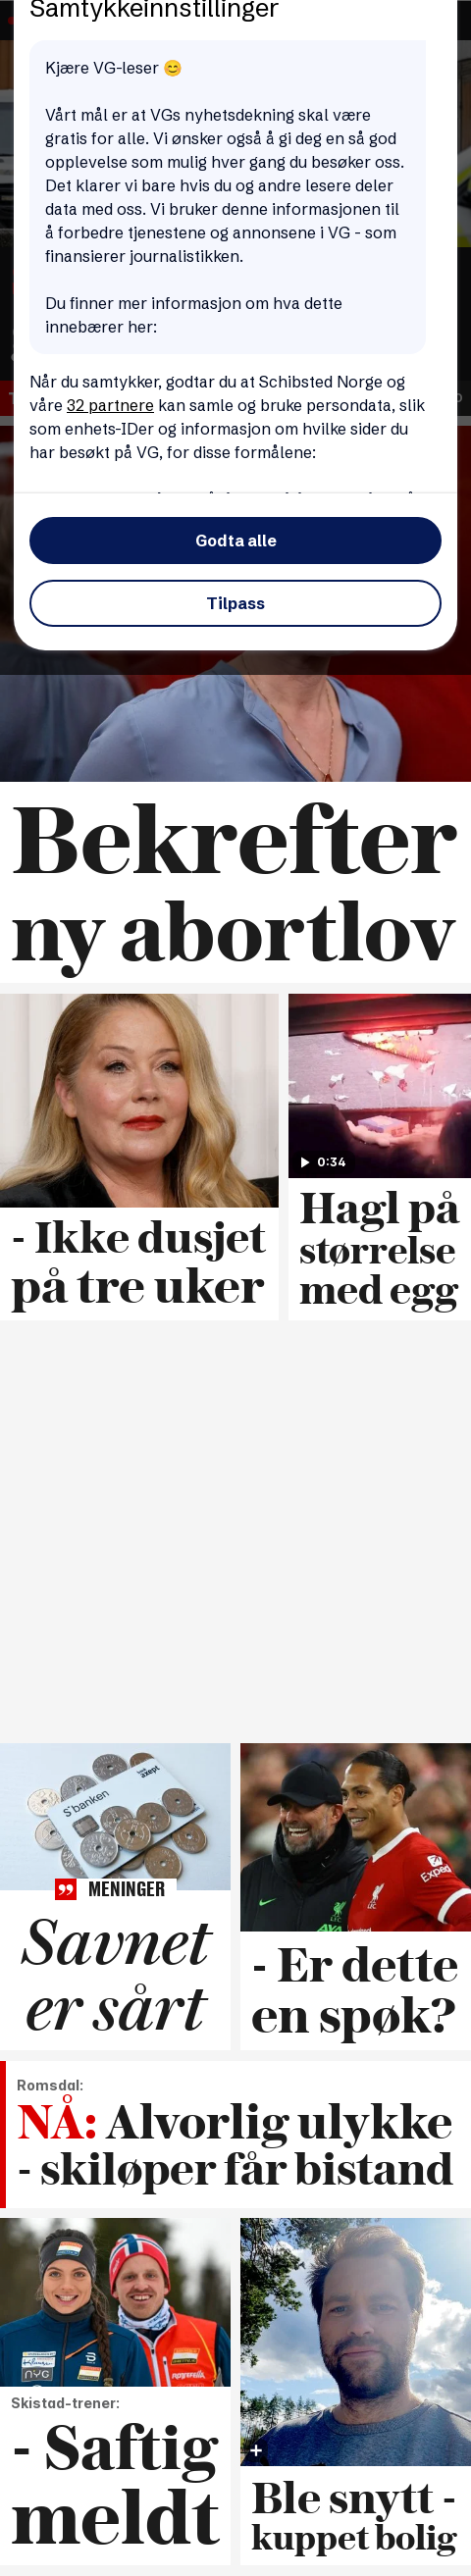 Samtykkeinnstillinger
Kjære VG-leser 😊
Vårt mål er at VGs nyhetsdekning skal være
gratis for alle. Vi ønsker også å gi deg en så god
opplevelse som mulig hver gang du besøker oss.
Det klarer vi bare hvis du og andre lesere deler
data med oss. Vi bruker denne informasjonen til
å forbedre tjenestene og annonsene i VG - som
finansierer journalistikken.
Du finner mer informasjon om hva dette
innebærer her:
Når du samtykker, godtar du at Schibsted Norge og
våre 32 partnere kan samle og bruke persondata, slik
som enhets-IDer og informasjon om hvilke sider du
har besøkt på VG, for disse formålene:
Godta alle
Tilpass
Bekrefter
ny abortlov
- Ikke dusjet
på tre uker
0:34
Hagl på
størrelse
med egg
S'banken
axept
MENINGER
Savnet
er sårt
- Er dette
en spøk?
Romsdal:
NÅ: Alvorlig ulykke
- skiløper får bistand
NYG
Skistad-trener:
- Saftig
meldt
Ble snytt -
kuppet bolig